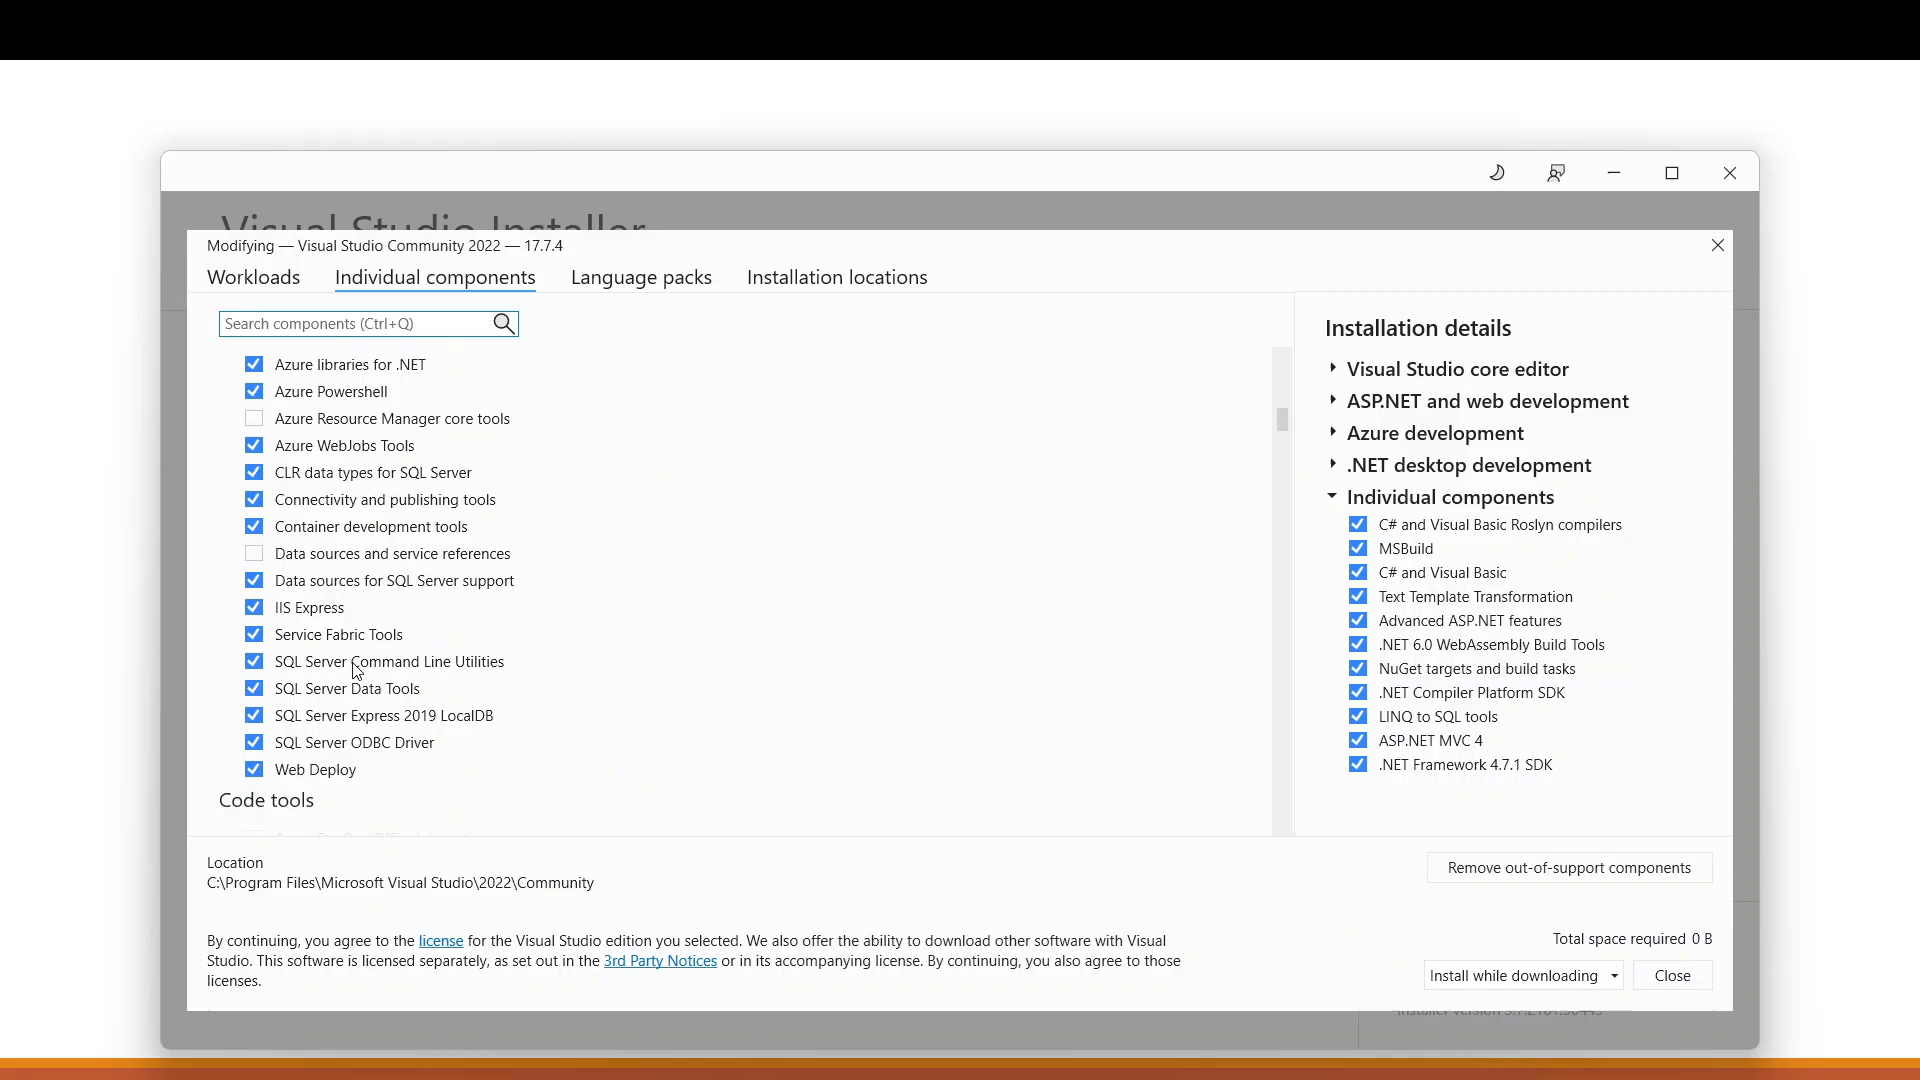 Visual Studio Installer
Modifying — Visual Studio Community 2022 — 17.7.4
Workloads
Individual components
Language packs
Installation locations
Search components (Ctrl+Q)
Azure libraries for .NET
Azure Powershell
Azure Resource Manager core tools
Azure WebJobs Tools
CLR data types for SQL Server
Connectivity and publishing tools
Container development tools
Data sources and service references
Data sources for SQL Server support
IIS Express
Service Fabric Tools
SQL Server Command Line Utilities
SQL Server Data Tools
SQL Server Express 2019 LocalDB
SQL Server ODBC Driver
Web Deploy
Code tools
Installation details
Visual Studio core editor
ASP.NET and web development
Azure development
.NET desktop development
Individual components
C# and Visual Basic Roslyn compilers
MSBuild
C# and Visual Basic
Text Template Transformation
Advanced ASP.NET features
.NET 6.0 WebAssembly Build Tools
NuGet targets and build tasks
.NET Compiler Platform SDK
LINQ to SQL tools
ASP.NET MVC 4
.NET Framework 4.7.1 SDK
Location
C:\Program Files\Microsoft Visual Studio\2022\Community
Remove out-of-support components
By continuing, you agree to the license for the Visual Studio edition you selected. We also offer the ability to download other software with Visual
Studio. This software is licensed separately, as set out in the 3rd Party Notices or in its accompanying license. By continuing, you also agree to those
licenses.
Total space required 0 B
Install while downloading
Close